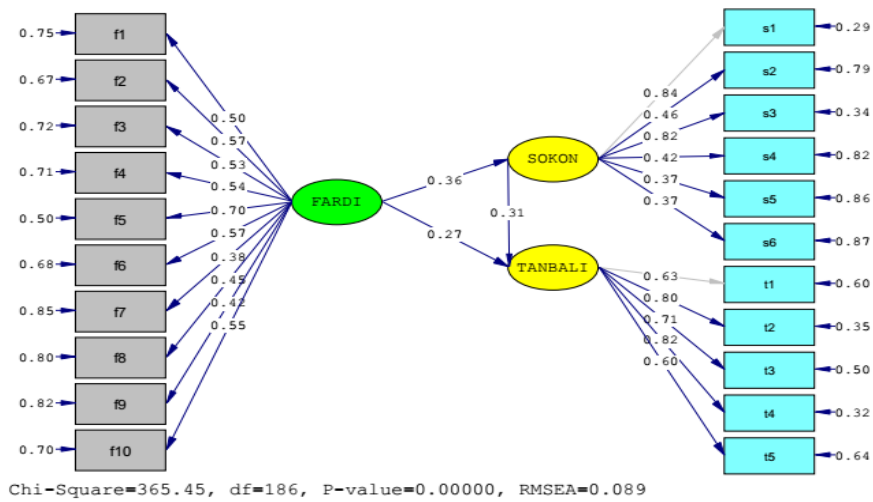 0.75 f1 0.50
0.67 f2 0.57
0.72 f3 0.53
0.71 f4 0.54
0.50 f5 0.70
0.68 f6 0.57
0.85 f7 0.38
0.80 f8 0.45
0.82 f9 0.42
0.70 f10 0.55
FARDI
0.36
0.27
SOKON
0.31
TANBALI
0.84 s1 0.29
0.46 s2 0.79
0.82 s3 0.34
0.42 s4 0.82
0.37 s5 0.86
0.37 s6 0.87
0.63 t1 0.60
0.80 t2 0.35
0.71 t3 0.50
0.82 t4 0.32
0.60 t5 0.64
Chi-Square=365.45, df=186, P-value=0.00000, RMSEA=0.089